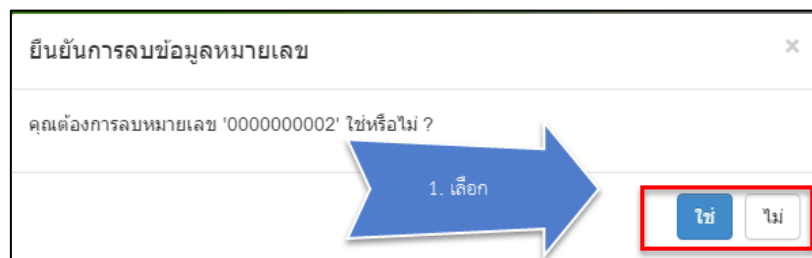 ยืนยันการลบข้อมูลหมายเลข ×
คุณต้องการลบหมายเลข '0000000002' ใช่หรือไม่ ?
1. เลือก
ใช่ ไม่